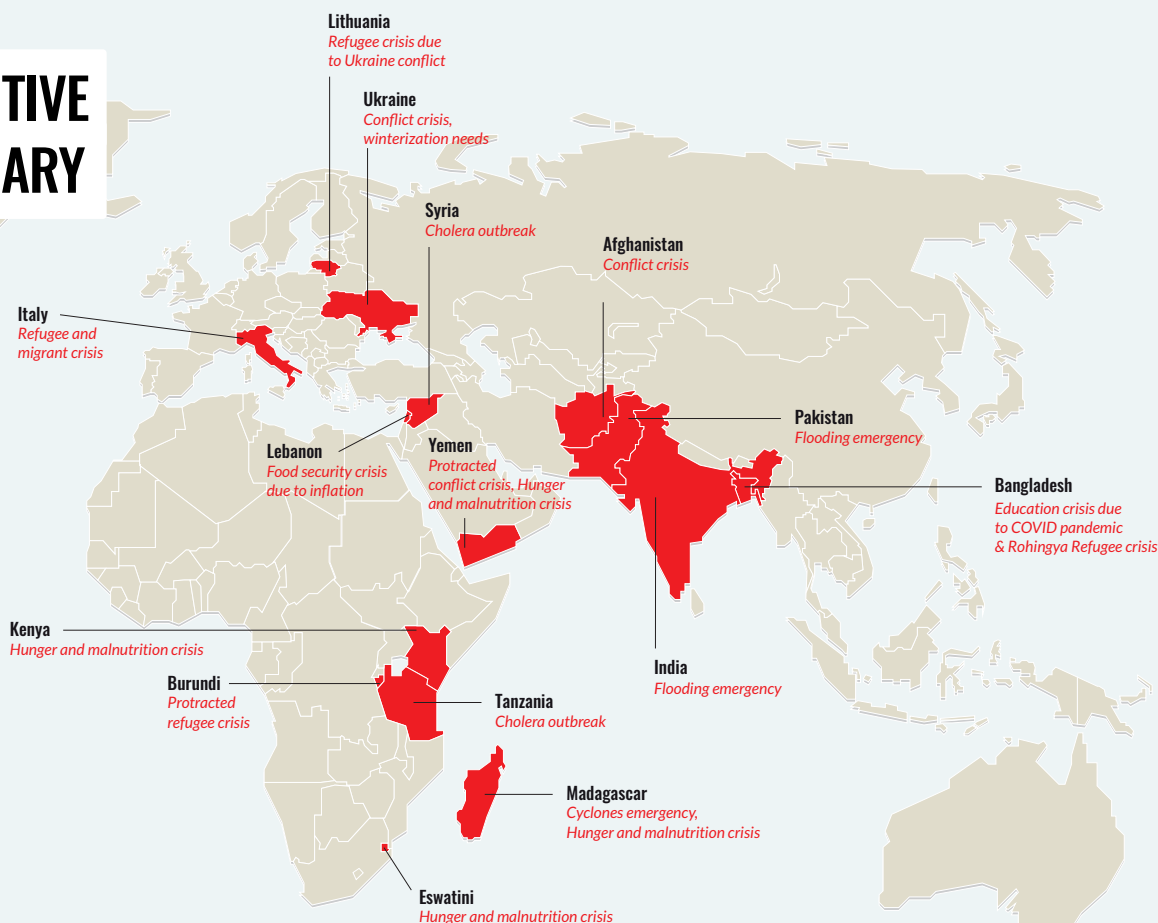 TIVE
ARY
Lithuania
Refugee crisis due
to Ukraine conflict
Ukraine
Conflict crisis,
winterization needs
Syria
Cholera outbreak
Afghanistan
Conflict crisis
Italy
Refugee and
migrant crisis
Lebanon
Food security crisis
due to inflation
Yemen
Protracted
conflict crisis, Hunger
and malnutrition crisis
Pakistan
Flooding emergency
Bangladesh
Education crisis due
to COVID pandemic
& Rohingya Refugee crisis
Kenya
Hunger and malnutrition crisis
Burundi
Protracted
refugee crisis
Tanzania
Cholera outbreak
India
Flooding emergency
Madagascar
Cyclones emergency,
Hunger and malnutrition crisis
Eswatini
Hunger and malnutrition crisis